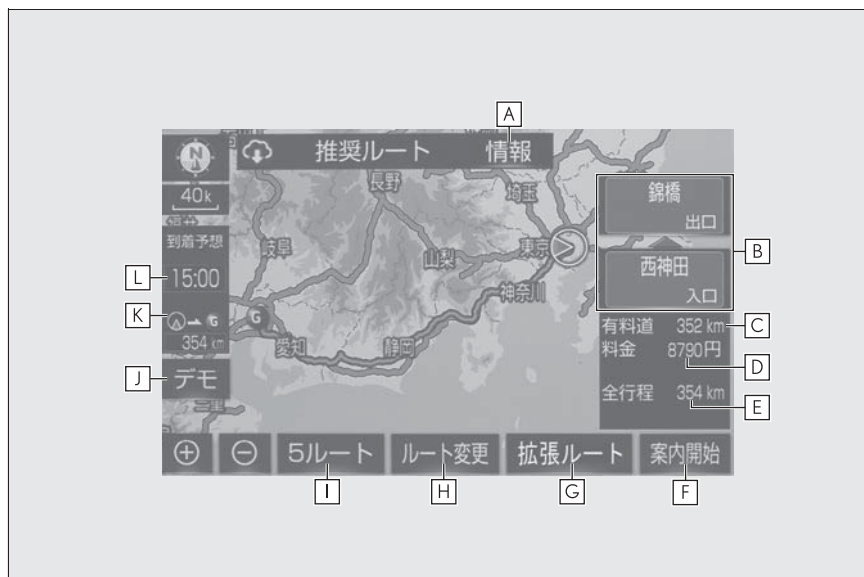 A
推奨ルート 情報
N
40k
長野
埼玉
錦橋
出口
B
到着予想
岐阜
山梨
東京
西神田
入口
L
15:00
神奈川
K
G
G
354 km
愛知
静岡
有料道 352 km
C
料金 8790円
D
J
デモ
全行程 354 km
E
三重
5ルート
ルート変更
拡張ルート
案内開始
I
H
G
F